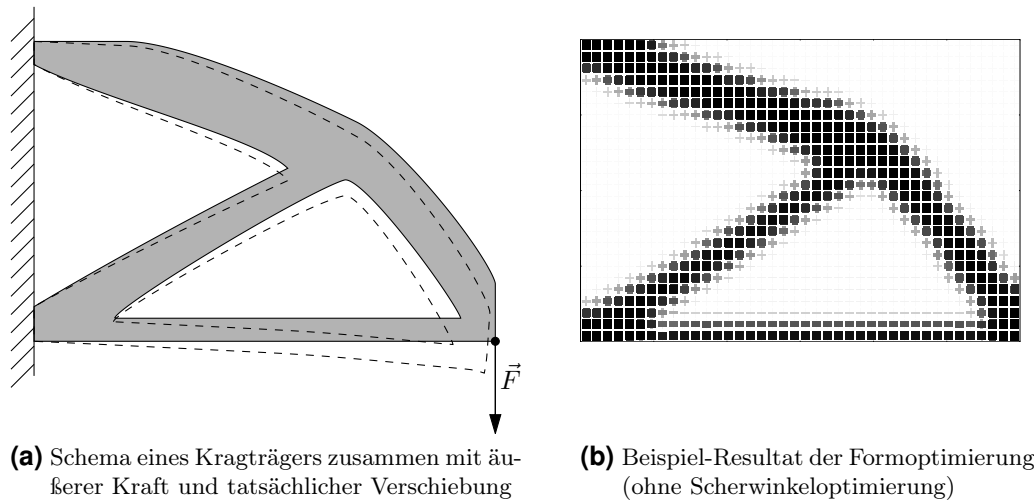 F⃗
(a) Schema eines Kragträgers zusammen mit äu-
ßerer Kraft und tatsächlicher Verschiebung
(b) Beispiel-Resultat der Formoptimierung
(ohne Scherwinkeloptimierung)